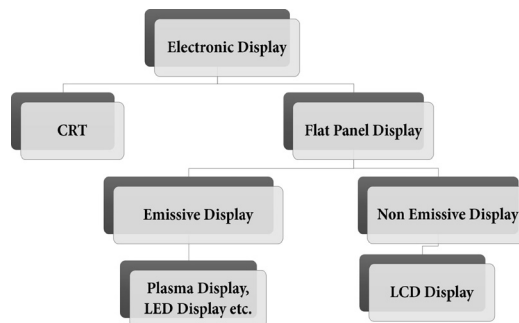 Electronic Display
CRT
Flat Panel Display
Emissive Display
Non Emissive Display
Plasma Display,
LED Display etc.
LCD Display